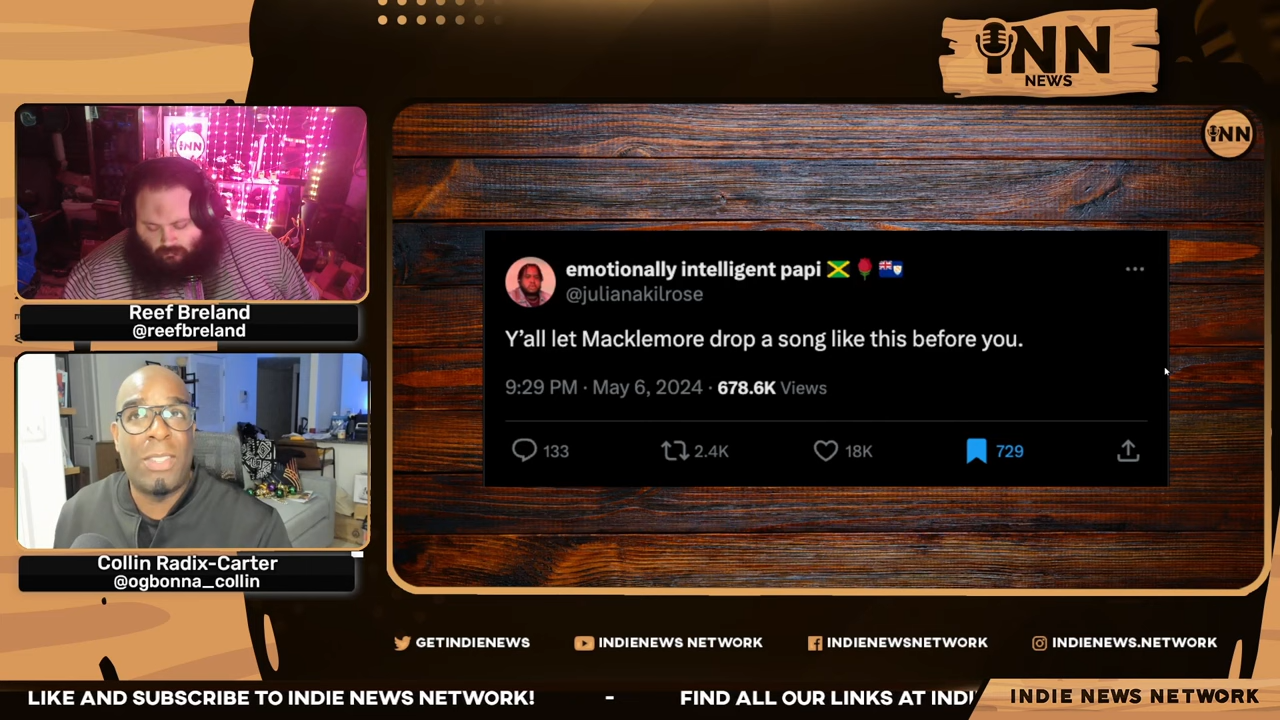 INN
NEWS
INN
INN
Reef Breland
@reefbreland
Collin Radix-Carter
@ogbonna_collin
emotionally intelligent papi 🇯🇲🌹🇦🇮
@julianakilrose
Y’all let Macklemore drop a song like this before you.
9:29 PM · May 6, 2024 · 678.6K Views
133 2.4K 18K 729
GETINDIENEWS INDIENEWS NETWORK INDIENEWSNETWORK INDIENEWS.NETWORK
LIKE AND SUBSCRIBE TO INDIE NEWS NETWORK! - FIND ALL OUR LINKS AT INDI
INDIE NEWS NETWORK